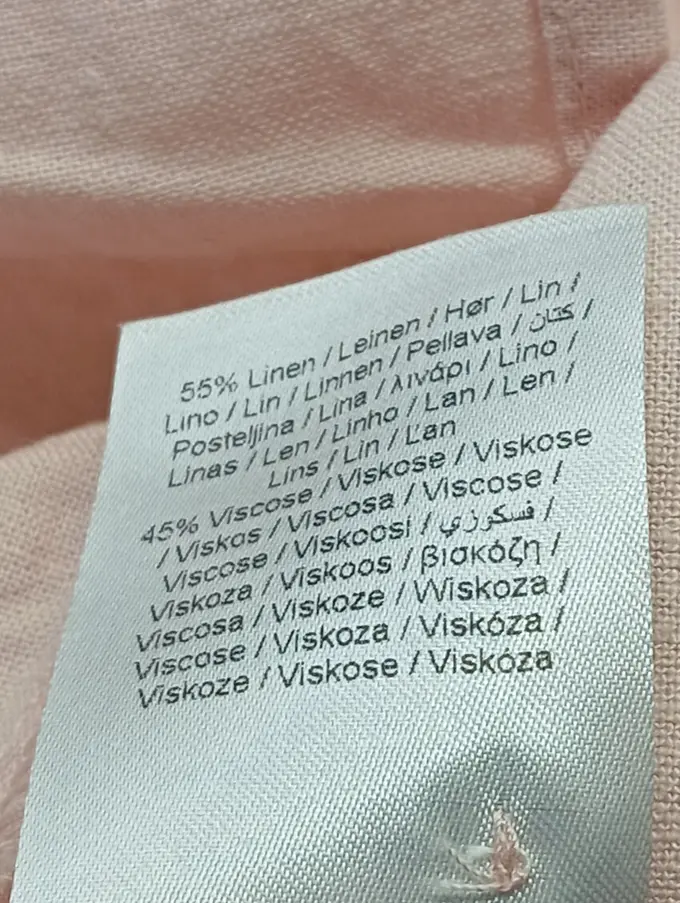 55% Linen / Leinen / Hør / Lin /
Lino / Lin / Linnen / Pellava / كتان /
Posteljina / Lina / λινάρι / Lino /
Linas / Len / Linho / Lan / Len /
Lins / Lin / L'an
45% Viscose / Viskose / Viskose
/ Viskos / Viscosa / Viscose /
Viscose / Viskoosi / فسكوزي /
Viskoza / Viskoos / βισκόζη /
Viscosa / Viskoze / Wiskoza /
Viscose / Viskoza / Viskóza /
Viskoze / Viskose / Viskóza